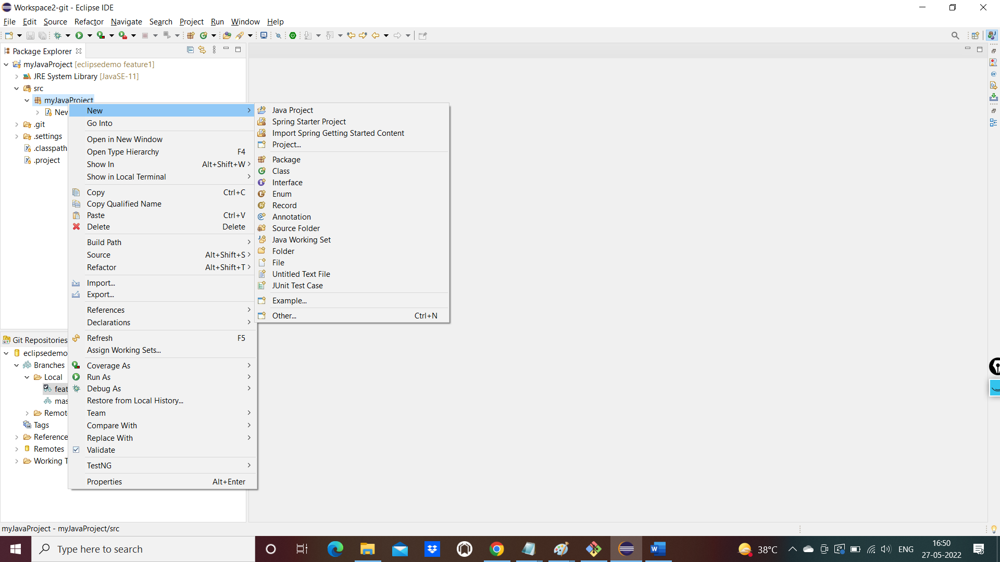 Workspace2-git - Eclipse IDE
File Edit Source Refactor Navigate Search Project Run Window Help
Package Explorer
myJavaProject [eclipsedemo feature1]
JRE System Library [JavaSE-11]
src
myJavaProject
New
.git
.settings
.classpath
.project
New
Go Into
Open in New Window
Open Type Hierarchy F4
Show In Alt+Shift+W
Show in Local Terminal
Copy Ctrl+C
Copy Qualified Name
Paste Ctrl+V
Delete Delete
Build Path
Source Alt+Shift+S
Refactor Alt+Shift+T
Import...
Export...
References
Declarations
Refresh F5
Assign Working Sets...
Coverage As
Run As
Debug As
Restore from Local History...
Team
Compare With
Replace With
Validate
TestNG
Properties Alt+Enter
Java Project
Spring Starter Project
Import Spring Getting Started Content
Project...
Package
Class
Interface
Enum
Record
Annotation
Source Folder
Java Working Set
Folder
File
Untitled Text File
JUnit Test Case
Example...
Other... Ctrl+N
Git Repositories
eclipsedemo
Branches
Local
feat
mas
Remot
Tags
Reference
Remotes
Working T
myJavaProject - myJavaProject/src
Type here to search
38°C
ENG
16:50
27-05-2022